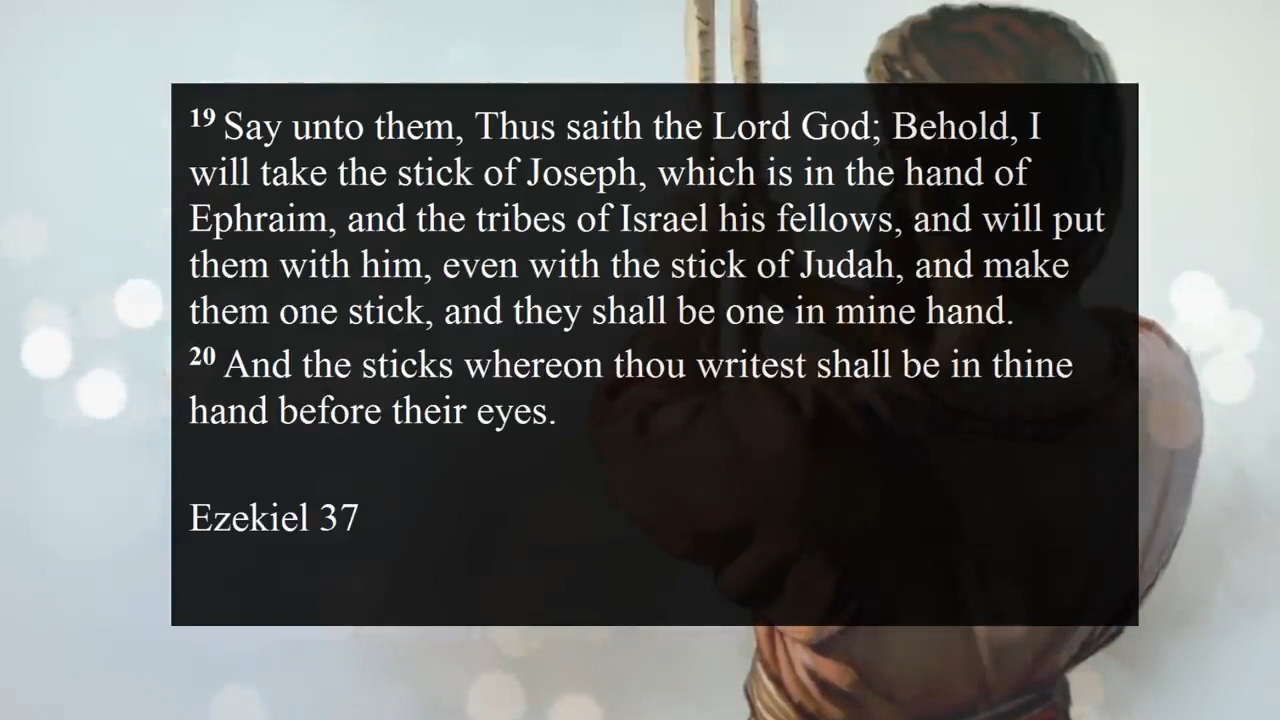 19 Say unto them, Thus saith the Lord God; Behold, I
will take the stick of Joseph, which is in the hand of
Ephraim, and the tribes of Israel his fellows, and will put
them with him, even with the stick of Judah, and make
them one stick, and they shall be one in mine hand.
20 And the sticks whereon thou writest shall be in thine
hand before their eyes.
Ezekiel 37